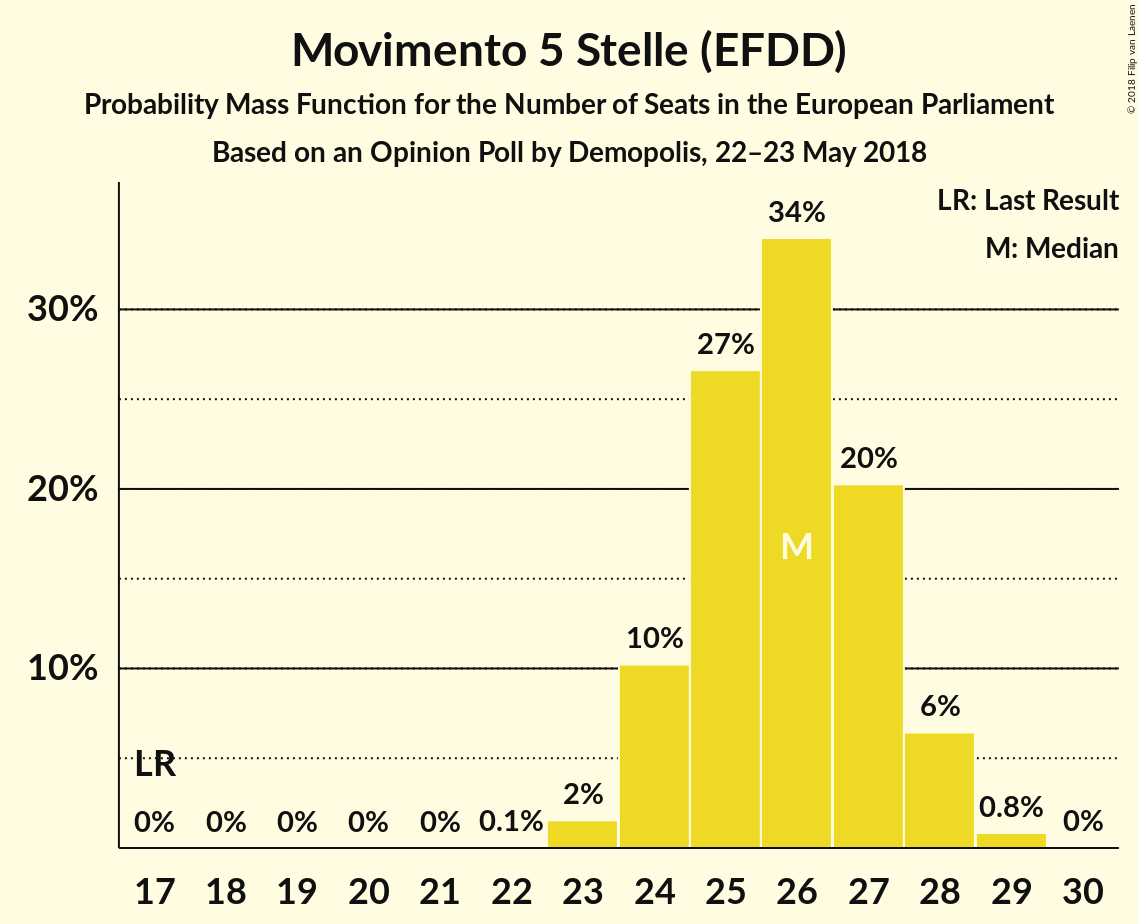 Movimento 5 Stelle (EFDD)
Probability Mass Function for the Number of Seats in the European Parliament
Based on an Opinion Poll by Demopolis, 22–23 May 2018
© 2018 Filip van Laenen
LR: Last Result
M: Median
34%
30%
27%
20%
20%
M
10%
10%
6%
LR
2%
0% 0% 0% 0% 0% 0.1% 0.8% 0%
17 18 19 20 21 22 23 24 25 26 27 28 29 30